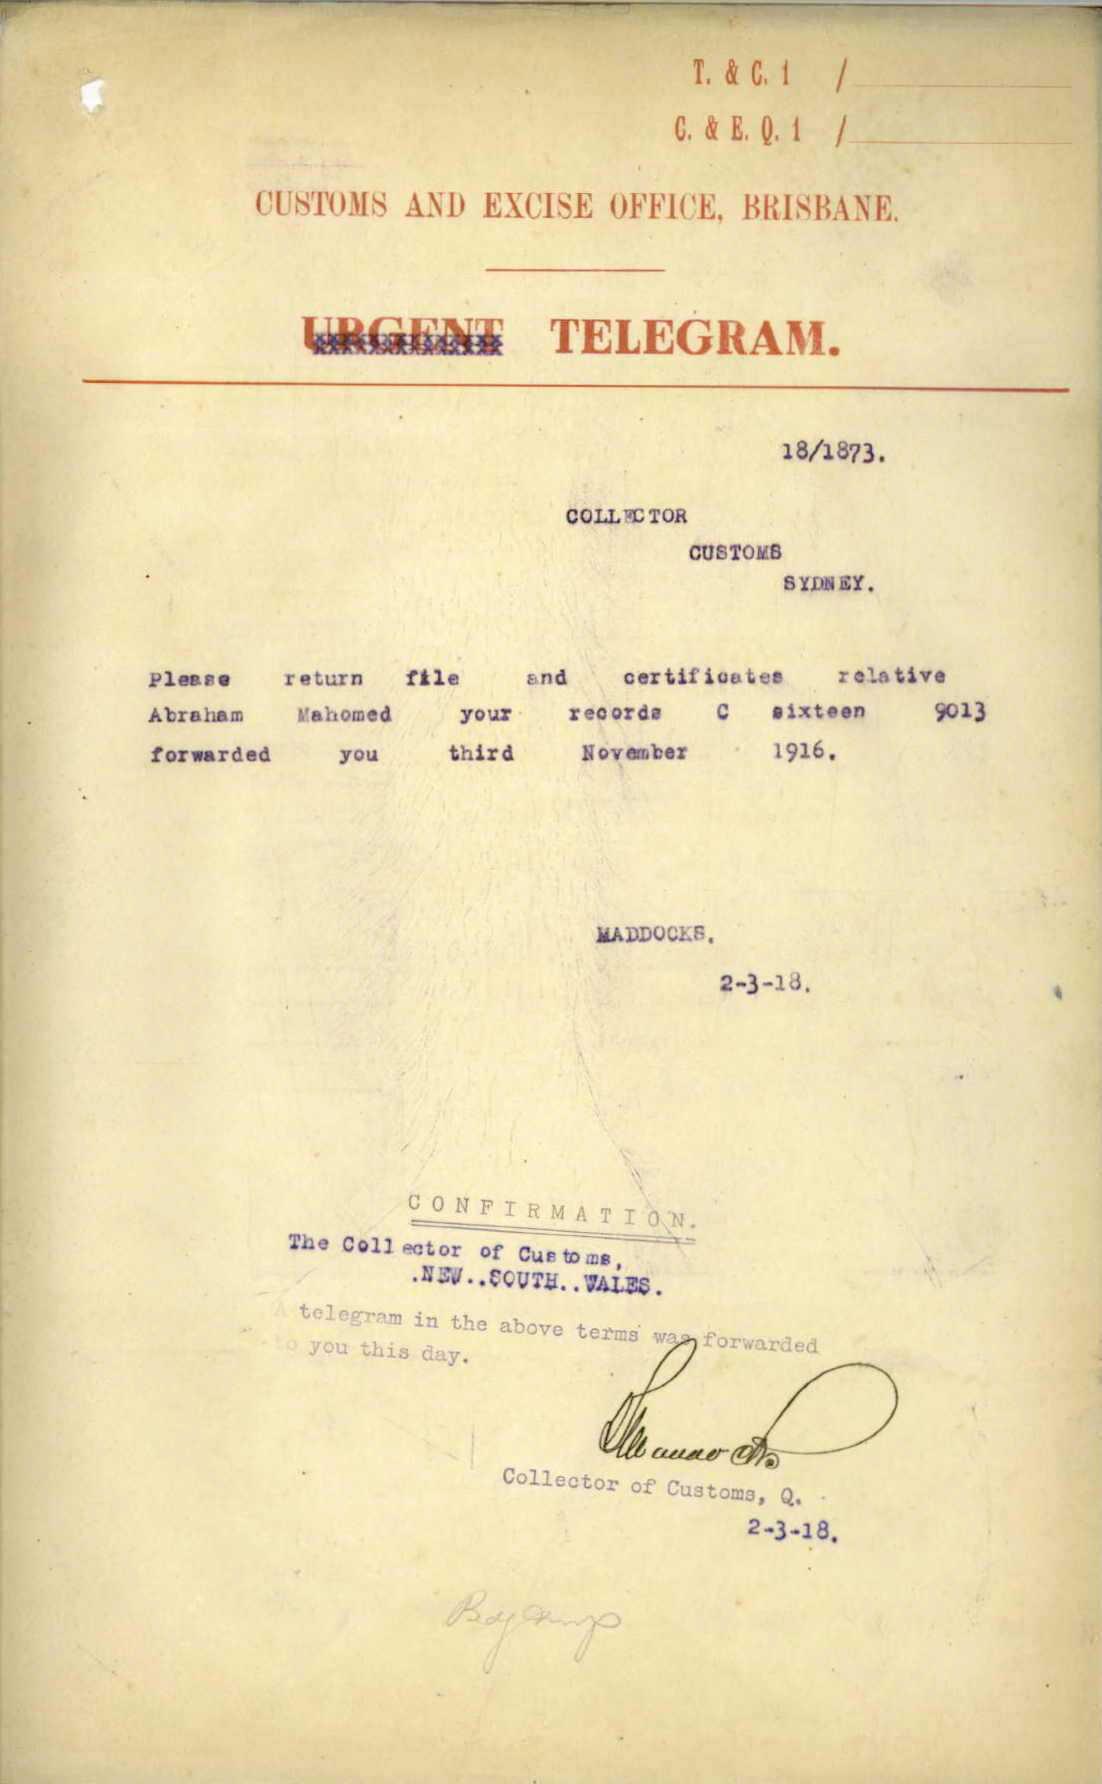 T. & C. 1 /
C. & E. Q. 1 /
CUSTOMS AND EXCISE OFFICE, BRISBANE.
URGENT TELEGRAM.
18/1873.
COLLECTOR
CUSTOMS
SYDNEY.
Please return file and certificates relative
Abraham Mahomed your records C sixteen 9013
forwarded you third November 1916.
MADDOCKS.
2-3-18.
CONFIRMATION.
The Collector of Customs,
.NEW..SOUTH..WALES.
A telegram in the above terms was forwarded
to you this day.
Collector of Customs, Q.
2-3-18.